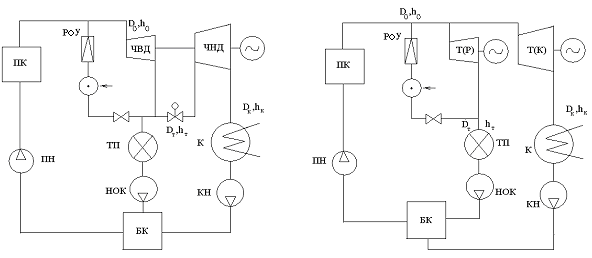 D₀,h₀
РОУ
ПК
ЧВД
ЧНД
Dт,hт
Dк,hк
ТП
К
ПН
НОК
КН
БК
D₀,h₀
РОУ
ПК
Т(Р)
Т(К)
Dт
hт
Dк,hк
ТП
К
ПН
НОК
КН
БК